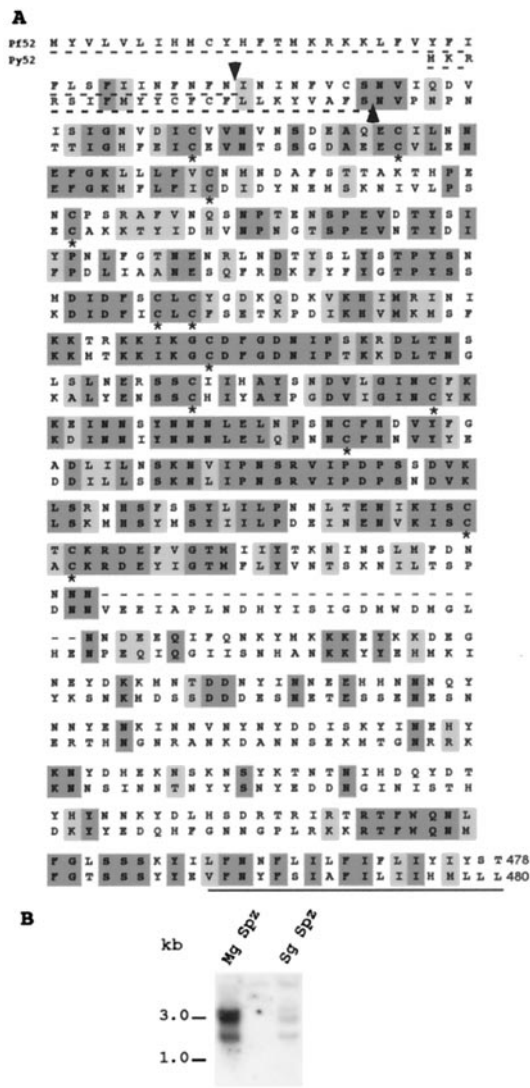 A
Pf52 M Y V L V L I H M C Y H F T M K R K K L F V Y F I
Py52 M K R
F L S F I I N F N F N I N I N F V C S N V I Q D V
R S I F M Y Y C F C F L L K Y V A F S N V P N P N
I S I G N V D I C V V N V N S D E A Q E C I L N N
T T I G H F E I C E V N T S S G D A E E C V L E N
* *
E F G K L L L F V C N H N D A F S T T A K T H P E
E F G K M F L F I C N D I D Y N E M S K N I V L P S
*
N C P S R A F V N Q S N P T E N S P E V D T Y S I
E C A K K T Y I D H V N P N G T S P E V N T Y D I
*
Y P N L F G T N E N R L N D T Y S L Y S T P Y S N
F P D L I A A N E S Q F R D K F Y F Y G T P Y S S
M D I D F S C L C Y G D K Q D K V K H I M R I N I
K D I D F I C L C F S E T K P D I K H V M K M S F
* *
K K T R K K I K G C D F G D N I P S K R D L T N S
K K M T K K I K G C D F G D N I P T K K D L T N G
*
L S L N E R S S C I I H A Y S N D V L G I N C F K
K A L Y E N S S C H I Y A Y P G D V I G I N C Y K
* *
K E I N N S Y N N N L E L N P S N C F H D V Y F G
K D I N N I Y N N N L E L Q P N N C F H N V Y Y E
*
A D L I L N S K N V I P N S R V I P D P S S D V K
D D I L L S S K N L I P N S R V I P D P S N D V K
L S R N H S F S S Y L I L P N N L T E N I K I S C
L S K M N S Y M S Y I I L P D E I N E N V K I S C
*
T C K R D E F V G T M I I Y T K N I N S L M F D N
A C K R D E Y I G T M F L Y V N T S K N I L T S P
*
N N N - - - - - - - - - - - - - - - - - - - - - -
D N N V E E I A P L N D H Y I S I G D M W D M G L
- - N N D E E Q I F Q N K Y M K K K E Y K K D E G
H E N P E Q I Q G I I S N H A N K K Y Y E H M K I
N E Y D K K M N T D D N Y I N N E E H H N N N Q Y
Y K S N K M D S S D D D E S N N T E S S E N E S N
N N Y E N K I N N V N Y N Y D D I S K Y I N E H Y
E R T H N G N R A N K D A N N S E K M T G N R R K
K N Y D H E K N S K N S Y K T N T N I H D Q Y D T
K N N S I N N T N Y Y S N Y E D D N G I N I S T H
Y H Y N N K Y D L H S D R T R I R T R T F W Q N L
D K Y Y E D Q H F G N N G P L R K K R T F W Q N H
F G L S S S K Y I L F N N F L I L F I F L I Y I Y S T 478
F G T S S S Y Y E V F N Y F S I A F I L I I H L L L 480
B
Mg Spz Sg Spz
kb
3.0
1.0